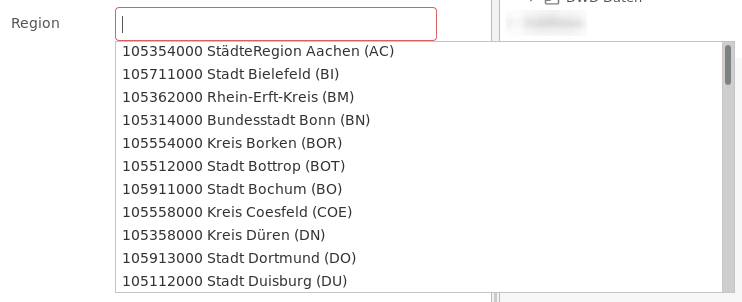 DWD Daten
Region
105354000 StädteRegion Aachen (AC)
105711000 Stadt Bielefeld (BI)
105362000 Rhein-Erft-Kreis (BM)
105314000 Bundesstadt Bonn (BN)
105554000 Kreis Borken (BOR)
105512000 Stadt Bottrop (BOT)
105911000 Stadt Bochum (BO)
105558000 Kreis Coesfeld (COE)
105358000 Kreis Düren (DN)
105913000 Stadt Dortmund (DO)
105112000 Stadt Duisburg (DU)